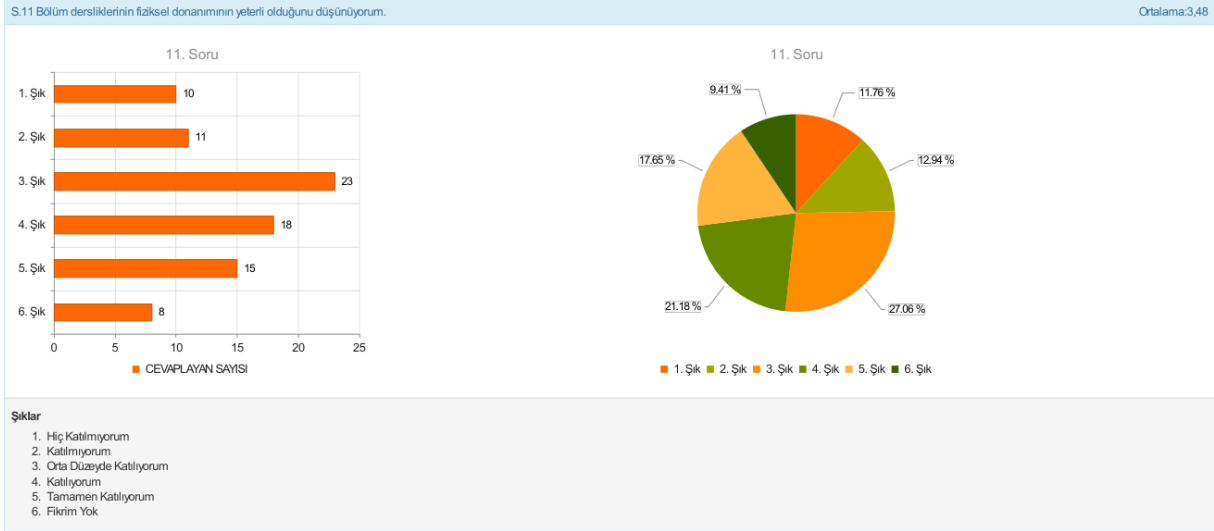 S.11 Bölüm dersliklerinin fiziksel donanımının yeterli olduğunu düşünüyorum. Ortalama:3,48
11. Soru
1. Şık 10
2. Şık 11
3. Şık 23
4. Şık 18
5. Şık 15
6. Şık 8
0 5 10 15 20 25
CEVAPLAYAN SAYISI
11. Soru
9.41 % 11.76 %
17.65 % 12.94 %
21.18 % 27.06 %
1. Şık 2. Şık 3. Şık 4. Şık 5. Şık 6. Şık
Şıklar
1. Hiç Katılmıyorum
2. Katılmıyorum
3. Orta Düzeyde Katılıyorum
4. Katılıyorum
5. Tamamen Katılıyorum
6. Fikrim Yok